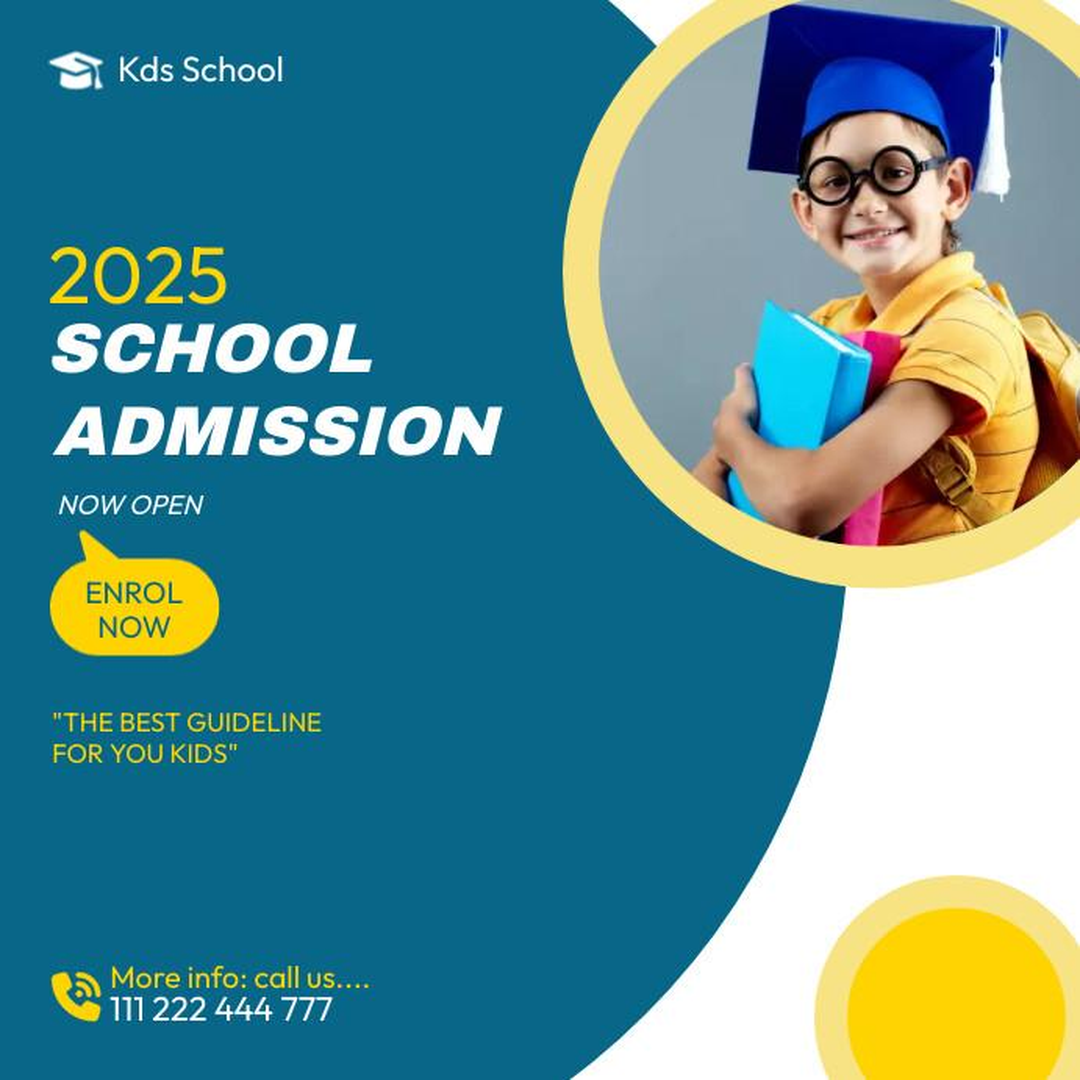 Kds School
2025
SCHOOL
ADMISSION
NOW OPEN
ENROL
NOW
"THE BEST GUIDELINE
FOR YOU KIDS"
More info: call us....
111 222 444 777